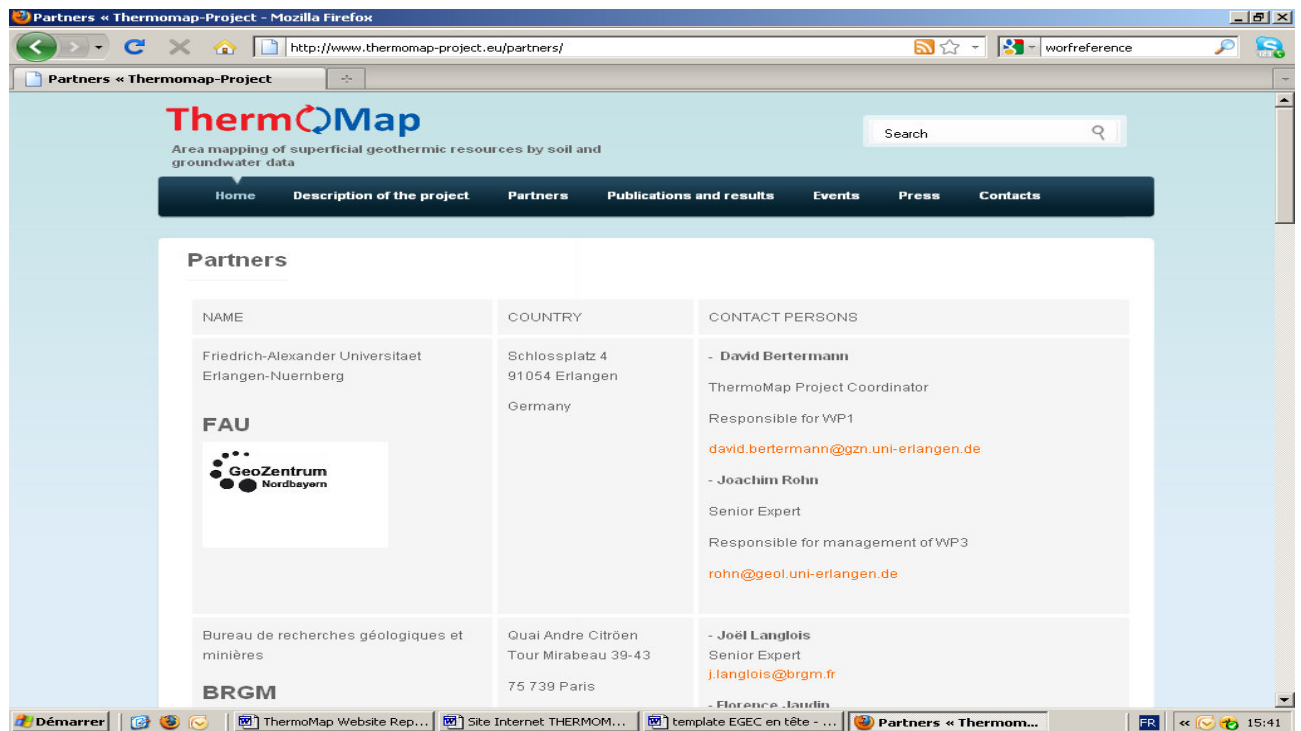 Partners « Thermomap-Project - Mozilla Firefox
http://www.thermomap-project.eu/partners/
worfreference
Partners « Thermomap-Project
ThermMap
Area mapping of superficial geothermic resources by soil and
groundwater data
Search
Home Description of the project Partners Publications and results Events Press Contacts
Partners
NAME COUNTRY CONTACT PERSONS
Friedrich-Alexander Universitaet
Erlangen-Nuernberg
FAU
GeoZentrum
Nordbayern
Schlossplatz 4
91054 Erlangen
Germany
- David Bertermann
ThermoMap Project Coordinator
Responsible for WP1
david.bertermann@gzn.uni-erlangen.de
- Joachim Rohn
Senior Expert
Responsible for management of WP3
rohn@geol.uni-erlangen.de
Bureau de recherches géologiques et
minières
BRGM
Quai Andre Citröen
Tour Mirabeau 39-43
75 739 Paris
- Joël Langlois
Senior Expert
j.langlois@brgm.fr
- Florence Jaudin
Démarrer ThermoMap Website Rep... Site Internet THERMOM... template EGEC en tête - ... Partners « Thermom... FR « 15:41